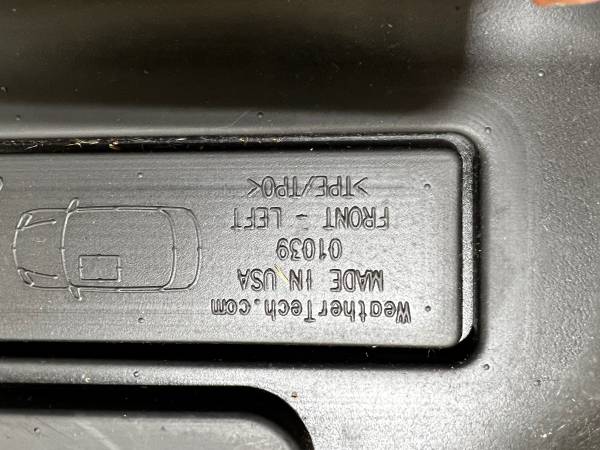 WeatherTech.com
MADE IN USA
01039
FRONT - LEFT
>TPE/TPO<